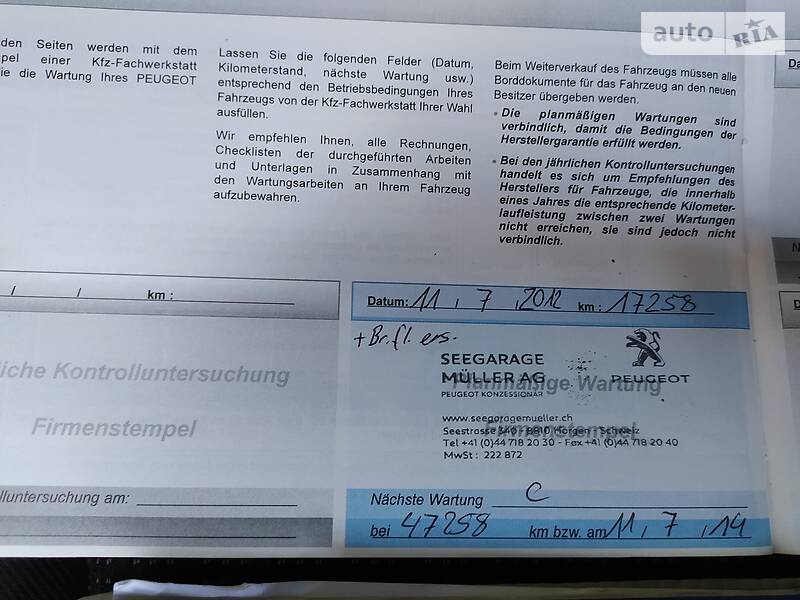 auto RIA
den Seiten werden mit dem
pel einer Kfz-Fachwerkstatt
ie die Wartung Ihres PEUGEOT
Lassen Sie die folgenden Felder (Datum,
Kilometerstand, nächste Wartung usw.)
entsprechend den Betriebsbedingungen Ihres
Fahrzeugs von der Kfz-Fachwerkstatt Ihrer Wahl
ausfüllen.
Wir empfehlen Ihnen, alle Rechnungen,
Checklisten der durchgeführten Arbeiten
und Unterlagen in Zusammenhang mit
den Wartungsarbeiten an Ihrem Fahrzeug
aufzubewahren.
Beim Weiterverkauf des Fahrzeugs müssen alle
Borddokumente für das Fahrzeug an den neuen
Besitzer übergeben werden.
• Die planmäßigen Wartungen sind
verbindlich, damit die Bedingungen der
Herstellergarantie erfüllt werden.
• Bei den jährlichen Kontrolluntersuchungen
handelt es sich um Empfehlungen des
Herstellers für Fahrzeuge, die innerhalb
eines Jahres die entsprechende Kilometer-
laufleistung zwischen zwei Wartungen
nicht erreichen, sie sind jedoch nicht
verbindlich.
/ / km :
liche Kontrolluntersuchung
Firmenstempel
lluntersuchung am:
Datum: 11 , 7 , 2012 km : 17258
+ Br.fl. ers.
SEEGARAGE
MÜLLER AG
PEUGEOT KONZESSIONÄR
PEUGEOT
Planmäßige Wartung
www.seegaragemueller.ch
Seestrasse 340 - 8810 Horgen - Schweiz
Firmenstempel
Tel +41 (0)44 718 20 30 - Fax +41 (0)44 718 20 40
MwSt : 222 872
Nächste Wartung C
bei 47258 km bzw. am 11 , 7 , 14